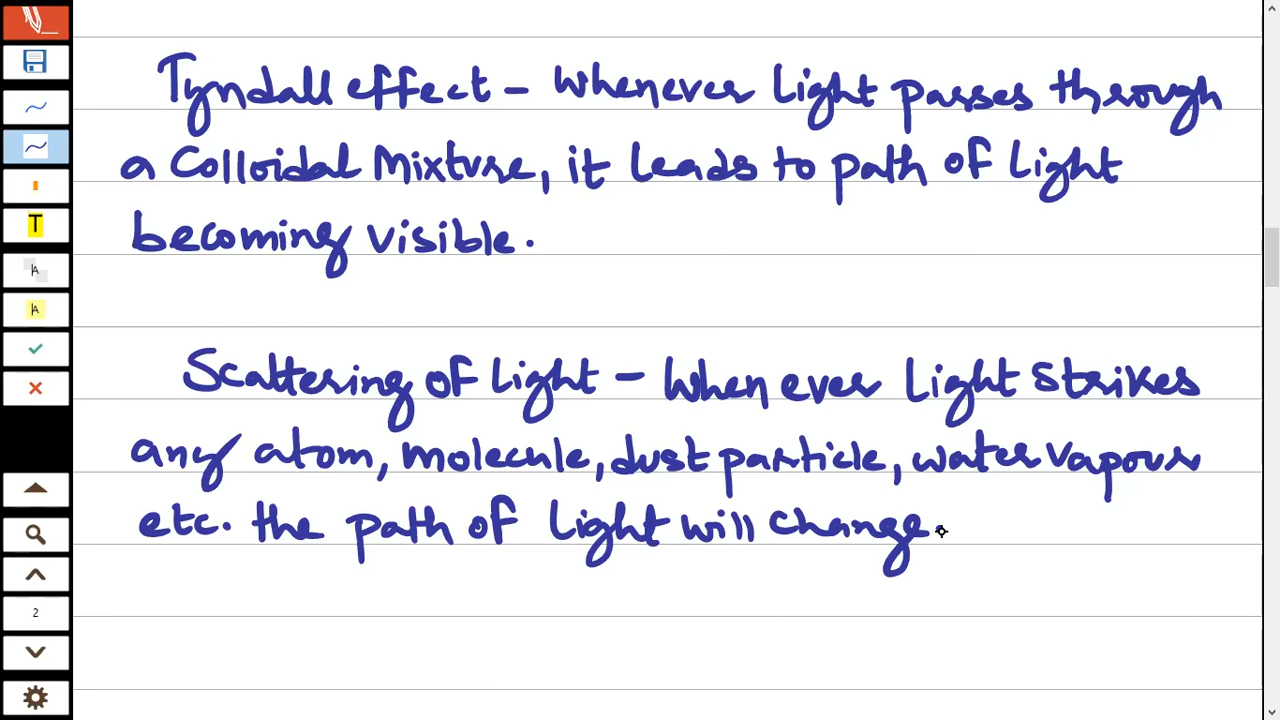 Tyndall effect - Whenever light passes through
a Colloidal Mixture, it leads to path of light
becoming visible.
Scattering of light - When ever light strikes
any atom, molecule, dust particle, water vapour
etc. the path of light will change.
T
A
A
2